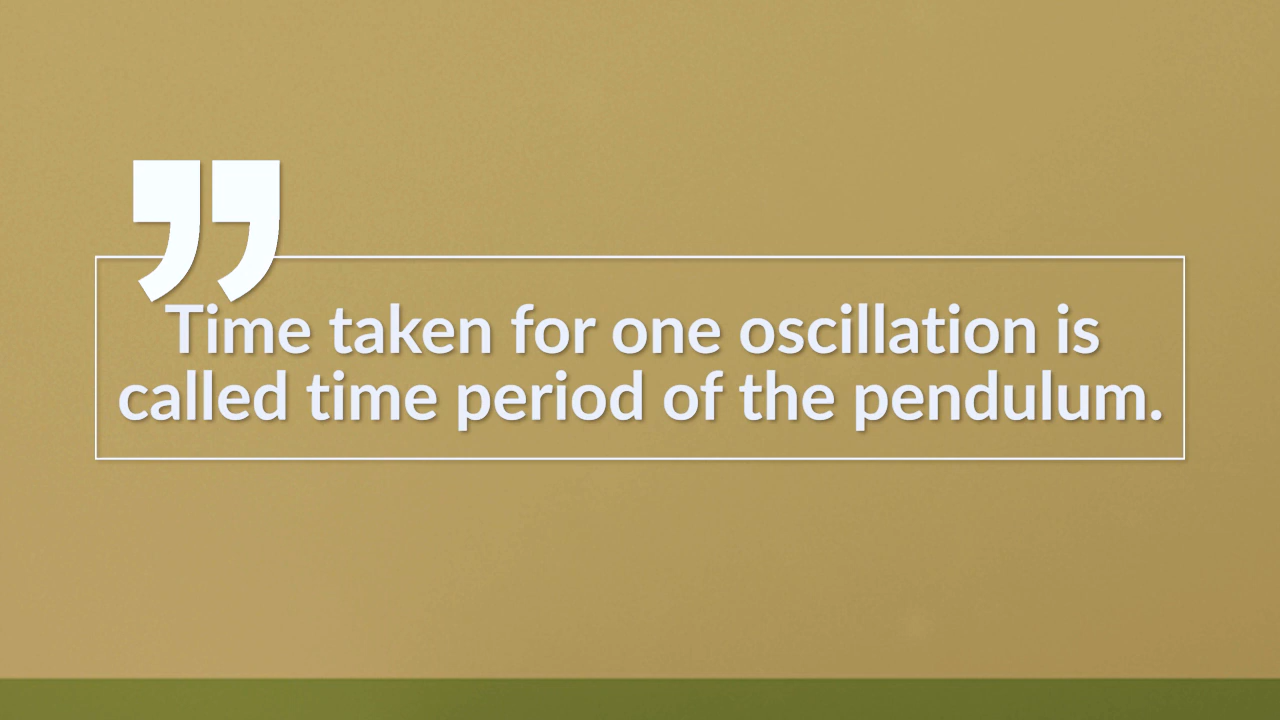 ”
Time taken for one oscillation is
called time period of the pendulum.